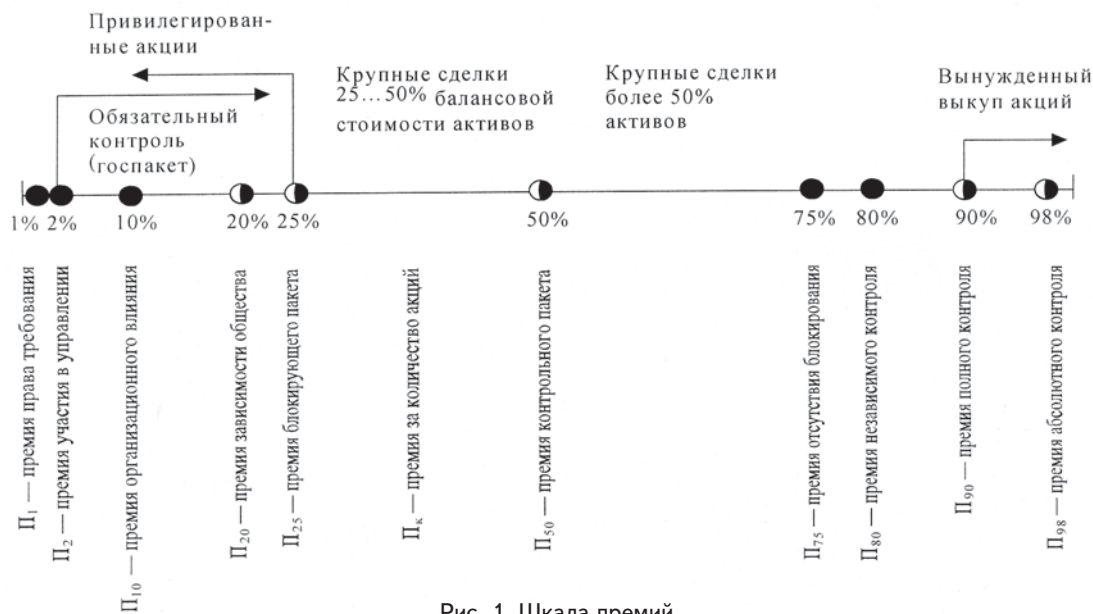 Привилегирован-
ные акции
Обязательный
контроль
(госпакет)
Крупные сделки
25...50% балансовой
стоимости активов
Крупные сделки
более 50%
активов
Вынужденный
выкуп акций
1% 2% 10% 20% 25% 50% 75% 80% 90% 98%
П₁ — премия права требования
П₂ — премия участия в управлении
П₁₀ — премия организационного влияния
П₂₀ — премия зависимости общества
П₂₅ — премия блокирующего пакета
Пк — премия за количество акций
П₅₀ — премия контрольного пакета
П₇₅ — премия отсутствия блокирования
П₈₀ — премия независимого контроля
П₉₀ — премия полного контроля
П₉₈ — премия абсолютного контроля
Рис. 1. Шкала премий